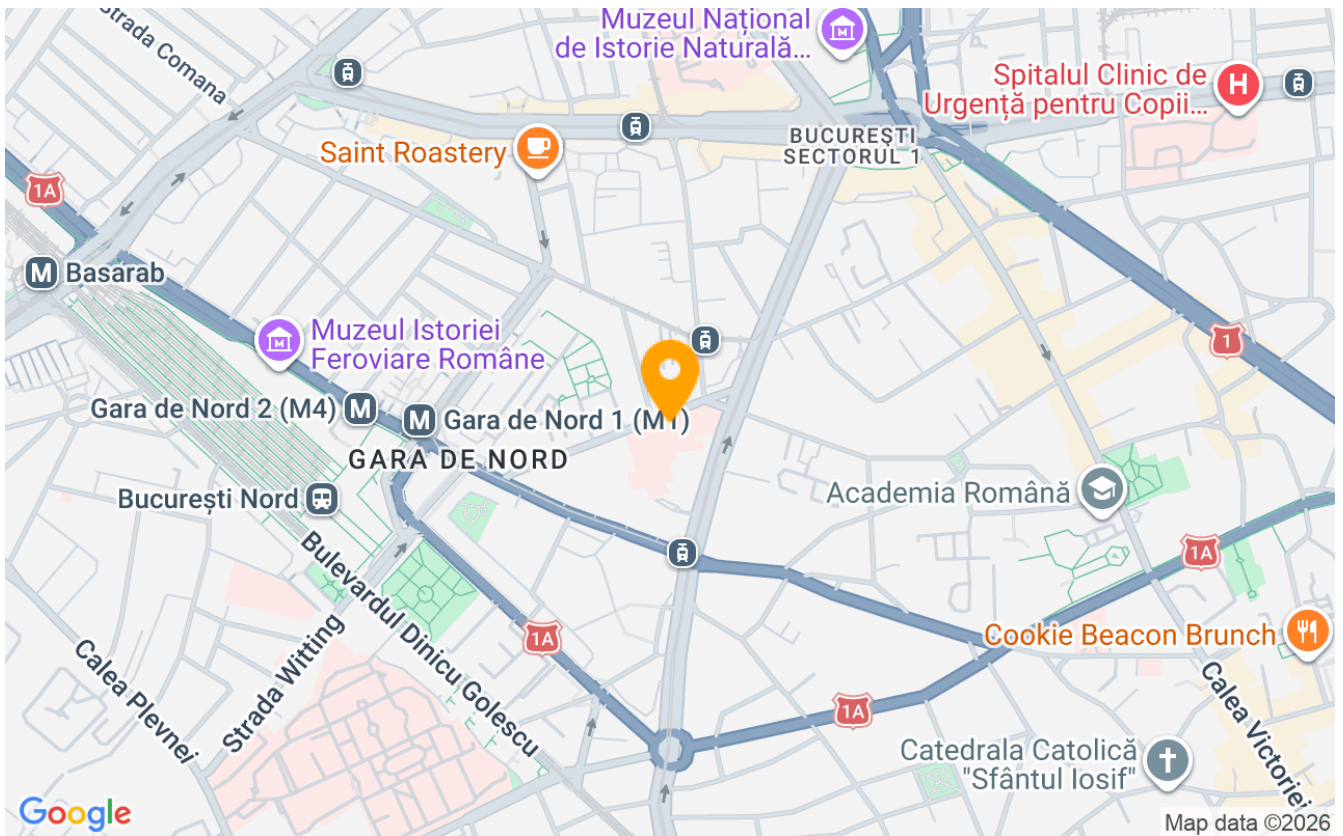 Strada Comana
Muzeul Național
de Istorie Naturală...
Spitalul Clinic de
Urgență pentru Copii...
H
BUCUREȘTI
SECTORUL 1
Saint Roastery
1A
M Basarab
Muzeul Istoriei
Feroviare Române
1
Gara de Nord 2 (M4) M
M Gara de Nord 1 (M1)
GARA DE NORD
București Nord
Academia Română
1A
Bulevardul Dinicu Golescu
Strada Witting
Calea Plevnei
1A
Cookie Beacon Brunch
1A
Calea Victoriei
Catedrala Catolică
"Sfântul Iosif"
Google
Map data ©2026